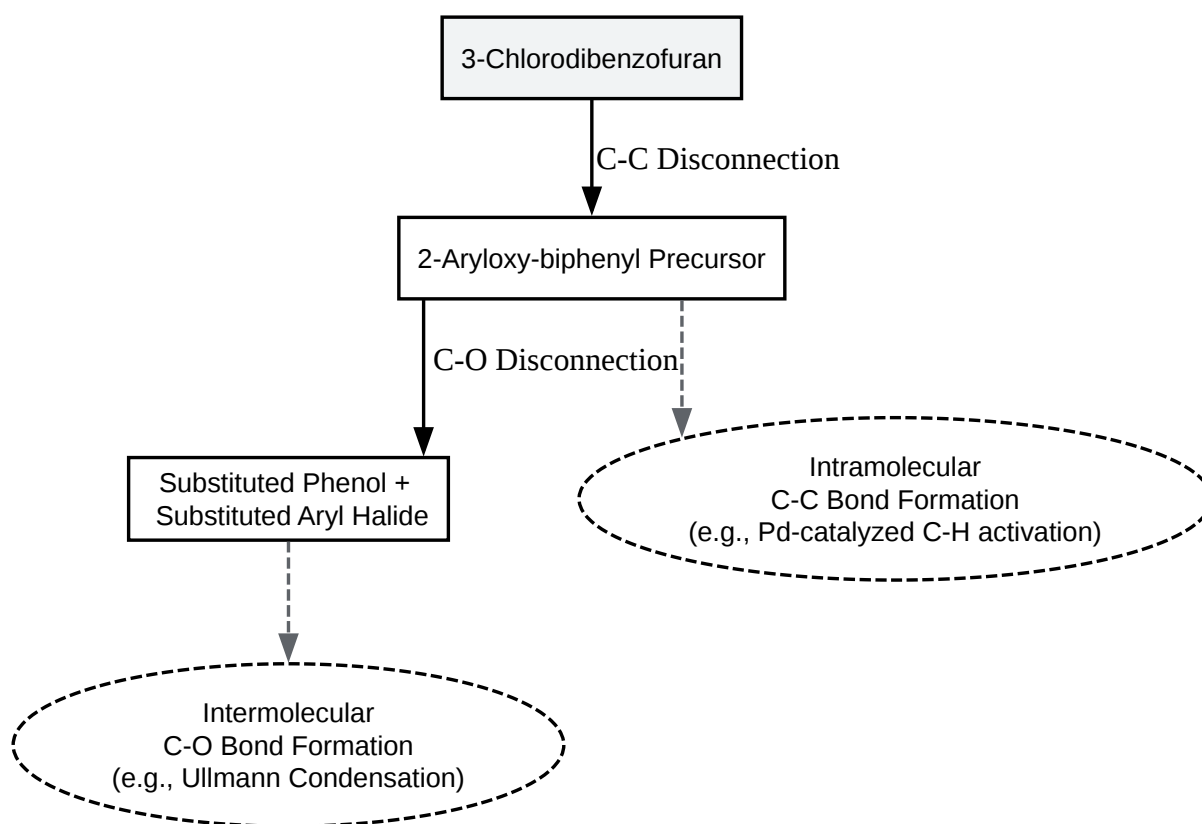 3-Chlorodibenzofuran
C-C Disconnection
2-Aryloxy-biphenyl Precursor
C-O Disconnection
Substituted Phenol +
Substituted Aryl Halide
Intramolecular
C-C Bond Formation
(e.g., Pd-catalyzed C-H activation)
Intermolecular
C-O Bond Formation
(e.g., Ullmann Condensation)